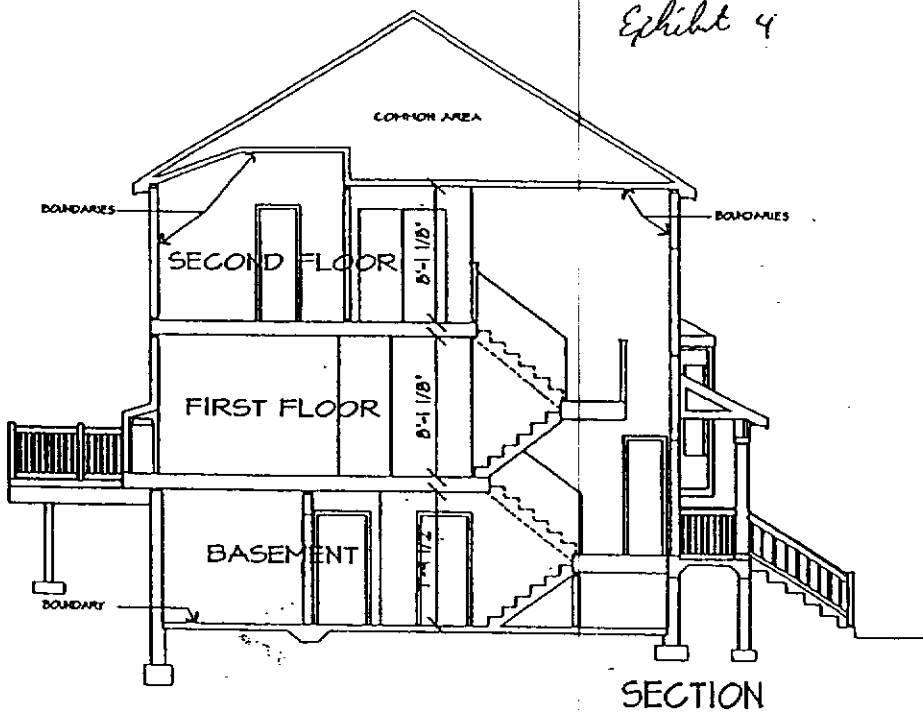 Exhibit 4
COMMON AREA
BOUNDARIES
BOUNDARIES
SECOND FLOOR
8'-1 1/8"
FIRST FLOOR
8'-1 1/8"
BASEMENT
BOUNDARY
SECTION